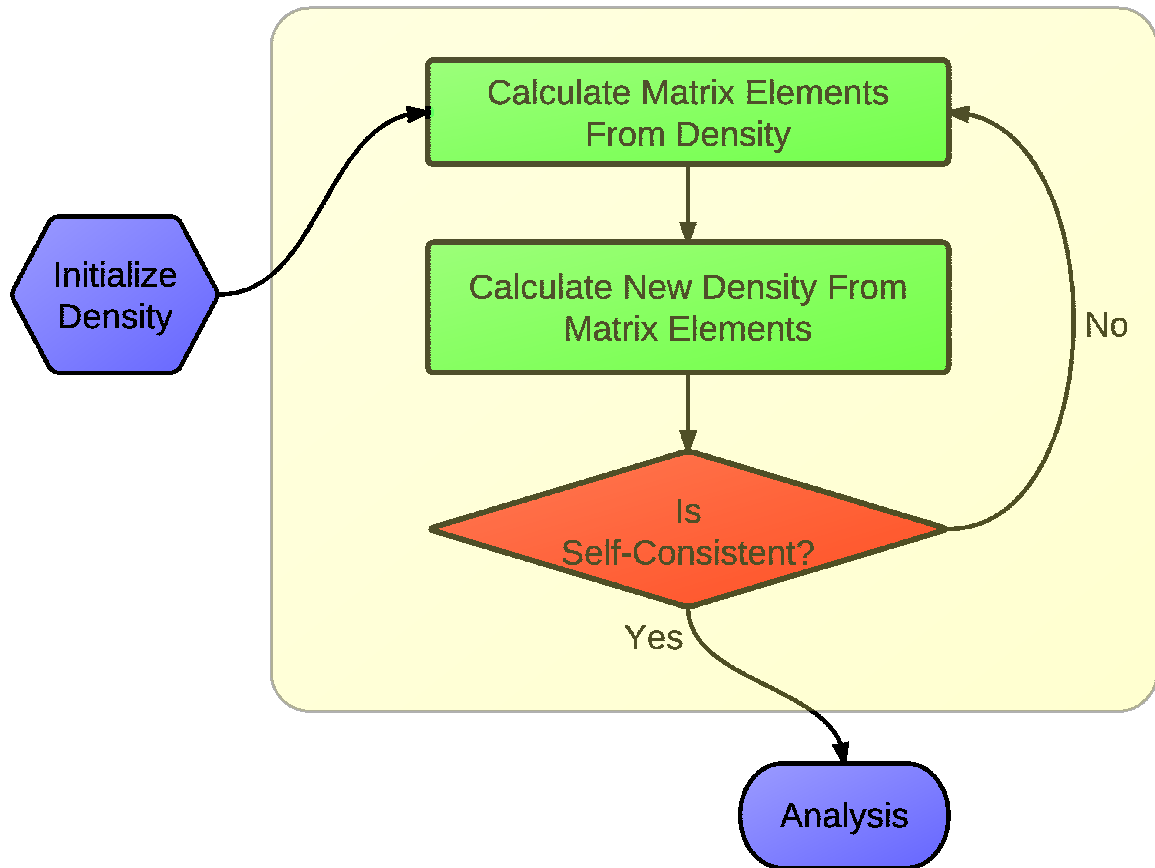 Calculate Matrix Elements
From Density
Initialize
Density
Calculate New Density From
Matrix Elements
No
Is
Self-Consistent?
Yes
Analysis